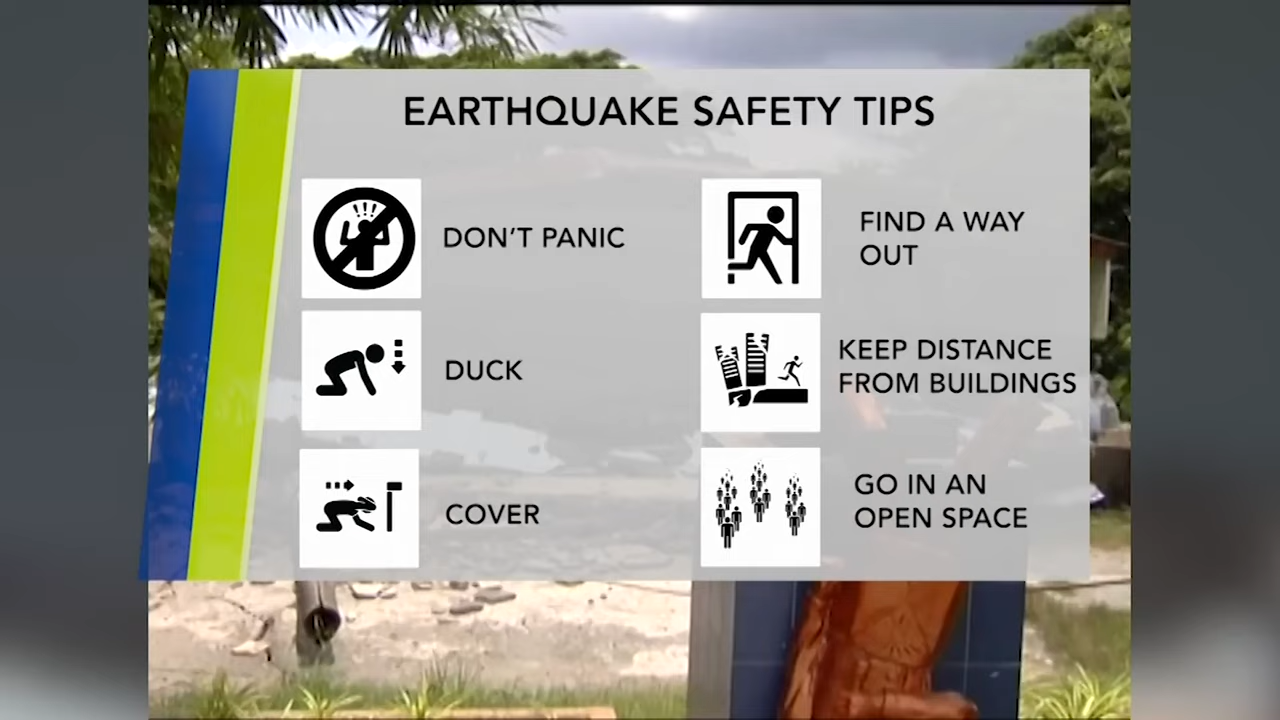 EARTHQUAKE SAFETY TIPS
DON'T PANIC
DUCK
COVER
FIND A WAY
OUT
KEEP DISTANCE
FROM BUILDINGS
GO IN AN
OPEN SPACE